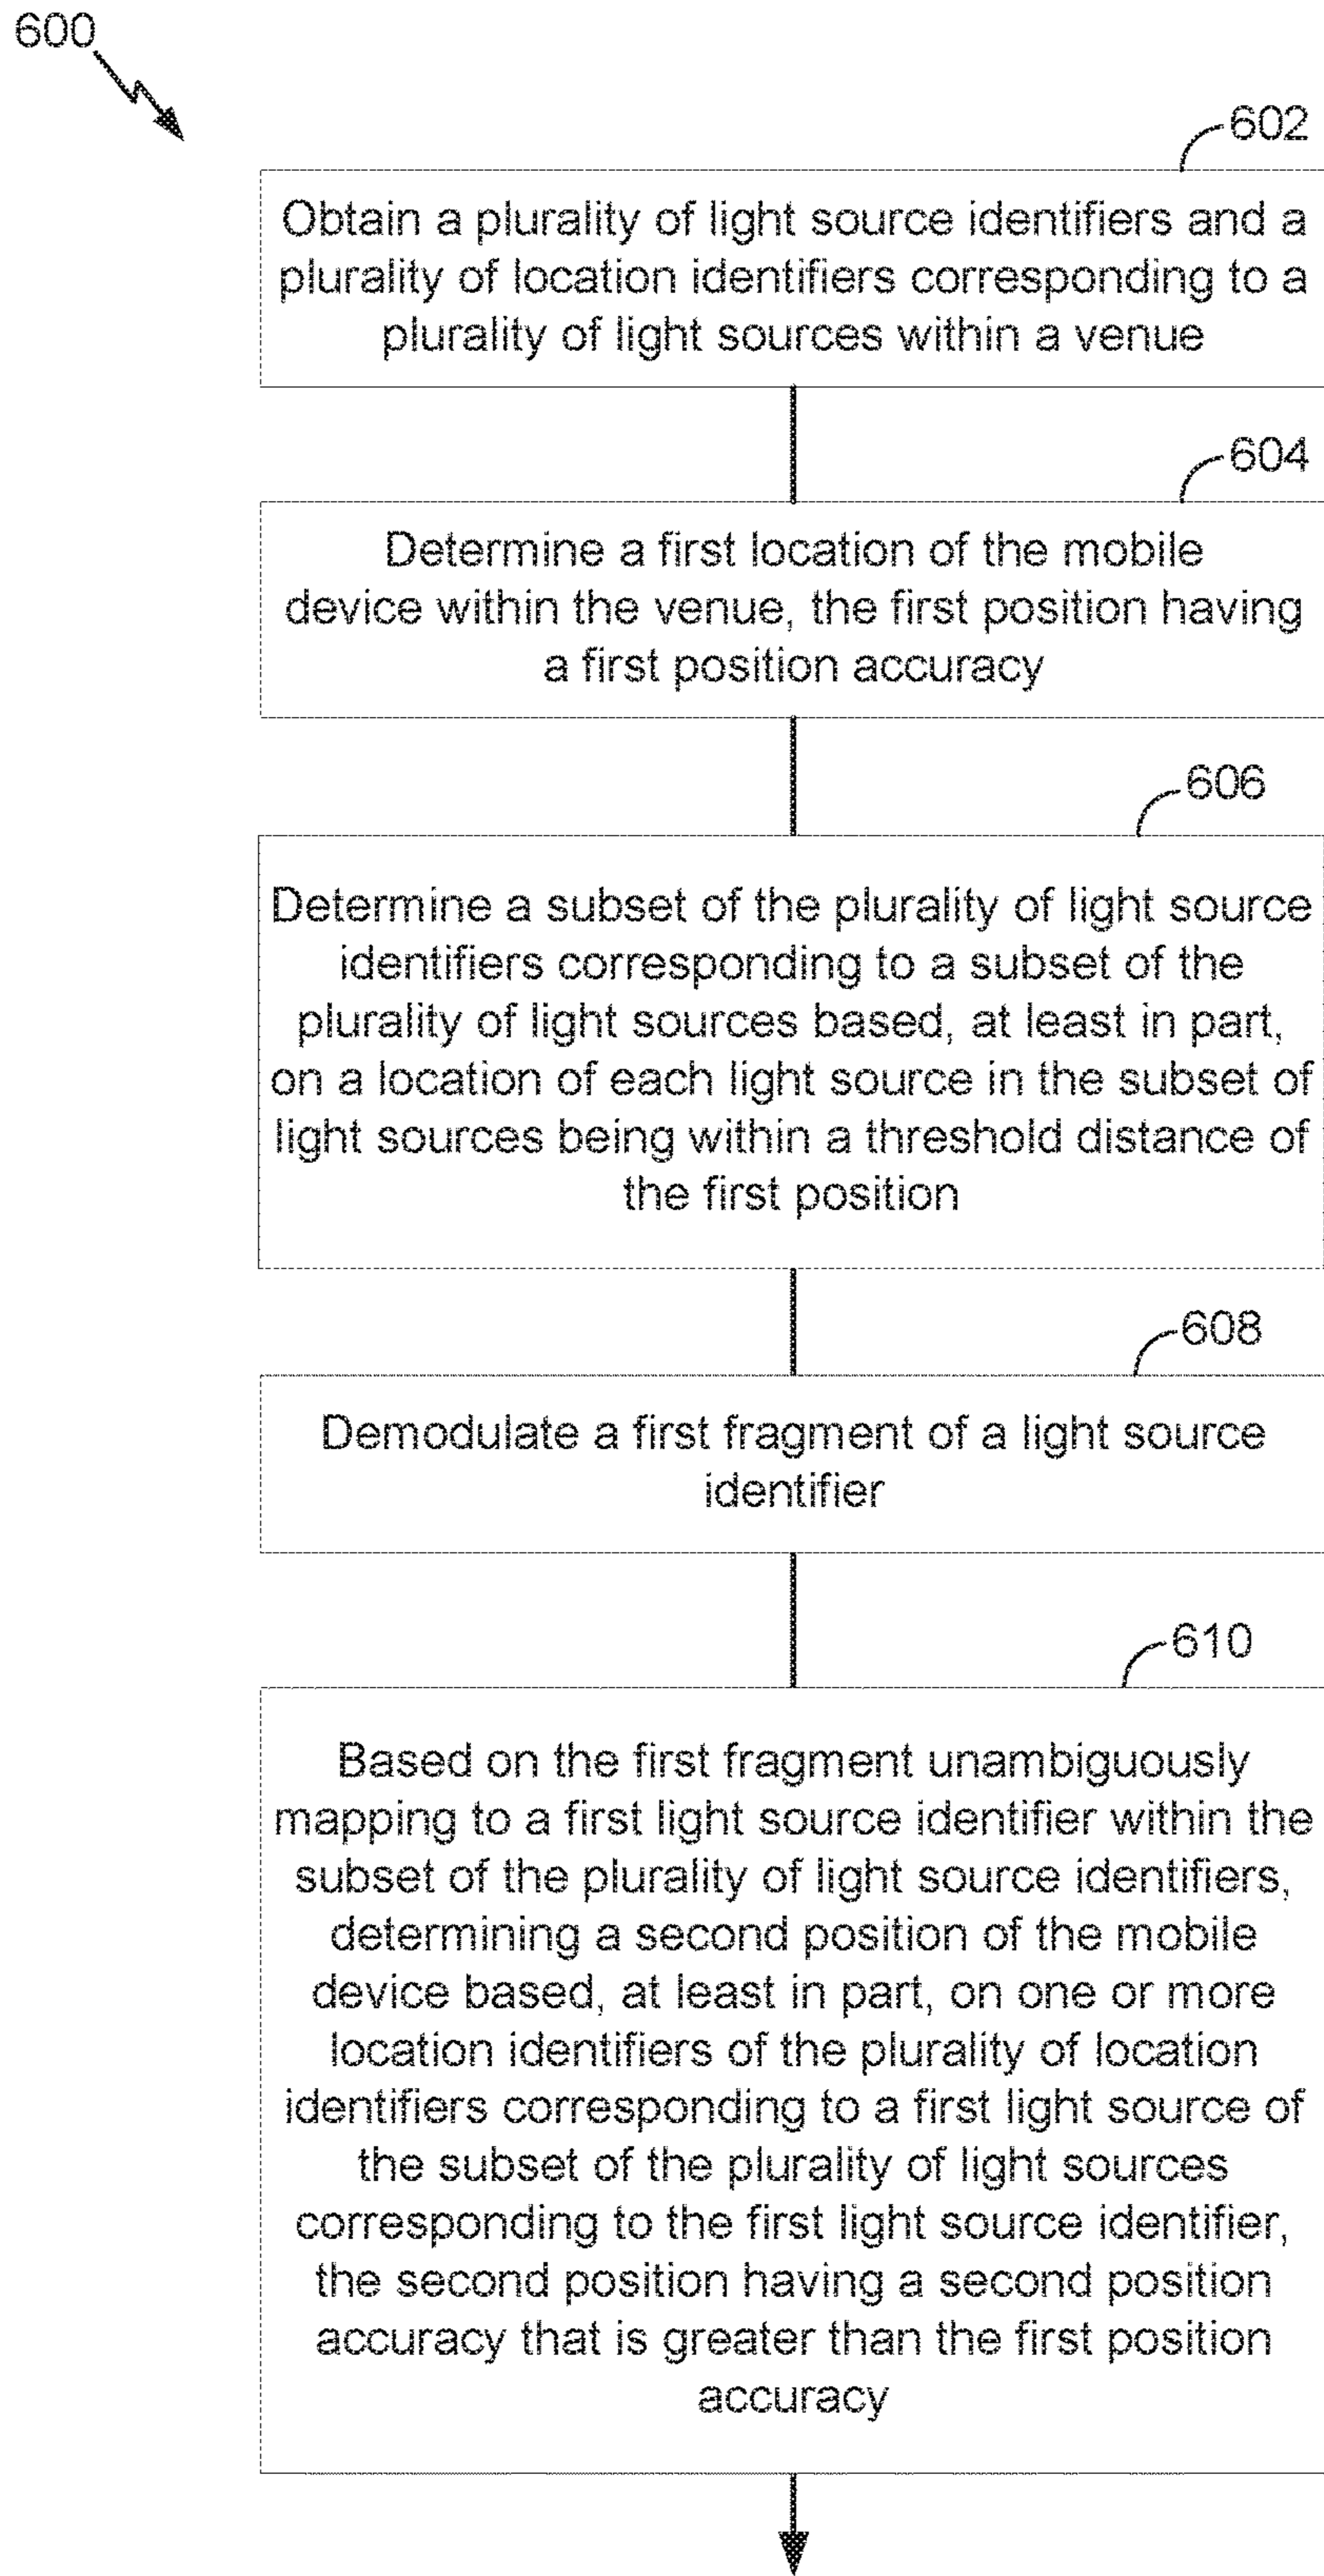 600
602
Obtain a plurality of light source identifiers and a
plurality of location identifiers corresponding to a
plurality of light sources within a venue
604
Determine a first location of the mobile
device within the venue, the first position having
a first position accuracy
606
Determine a subset of the plurality of light source
identifiers corresponding to a subset of the
plurality of light sources based, at least in part,
on a location of each light source in the subset of
light sources being within a threshold distance of
the first position
608
Demodulate a first fragment of a light source
identifier
610
Based on the first fragment unambiguously
mapping to a first light source identifier within the
subset of the plurality of light source identifiers,
determining a second position of the mobile
device based, at least in part, on one or more
location identifiers of the plurality of location
identifiers corresponding to a first light source of
the subset of the plurality of light sources
corresponding to the first light source identifier,
the second position having a second position
accuracy that is greater than the first position
accuracy